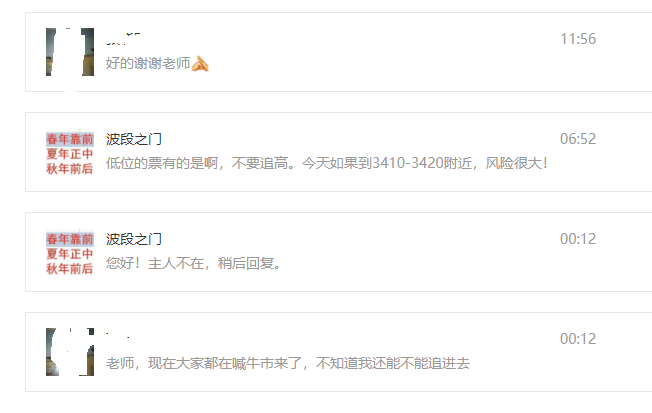 11:56
好的谢谢老师
春年靠前
夏年正中
秋年前后
波段之门
06:52
低位的票有的是啊，不要追高。今天如果到3410-3420附近，风险很大！
春年靠前
夏年正中
秋年前后
波段之门
00:12
您好！主人不在，稍后回复。
00:12
老师，现在大家都在喊牛市来了，不知道我还能不能追进去